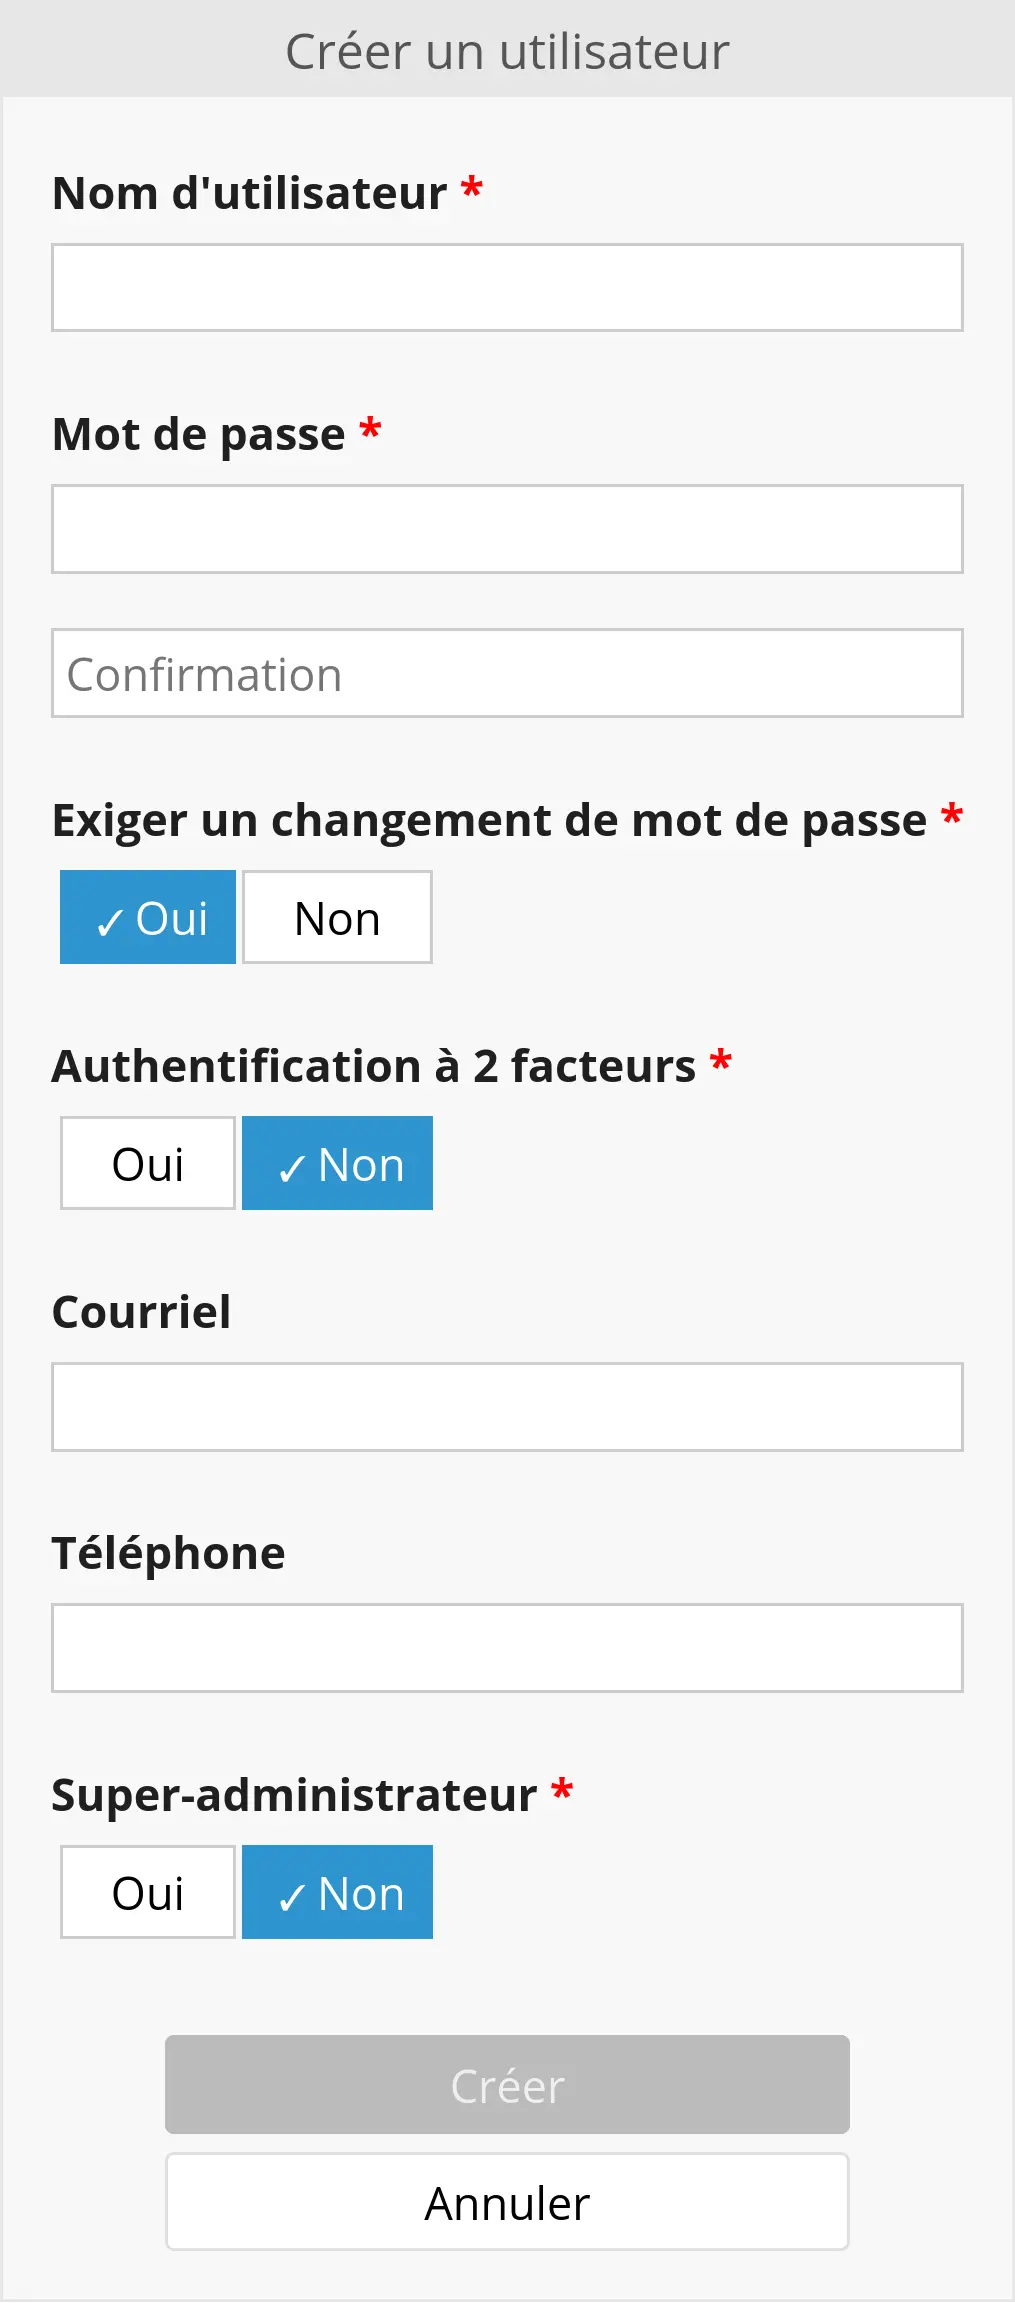 Créer un utilisateur
Nom d'utilisateur *
Mot de passe *
Confirmation
Exiger un changement de mot de passe *
✓ Oui Non
Authentification à 2 facteurs *
Oui ✓ Non
Courriel
Téléphone
Super-administrateur *
Oui ✓ Non
Créer
Annuler